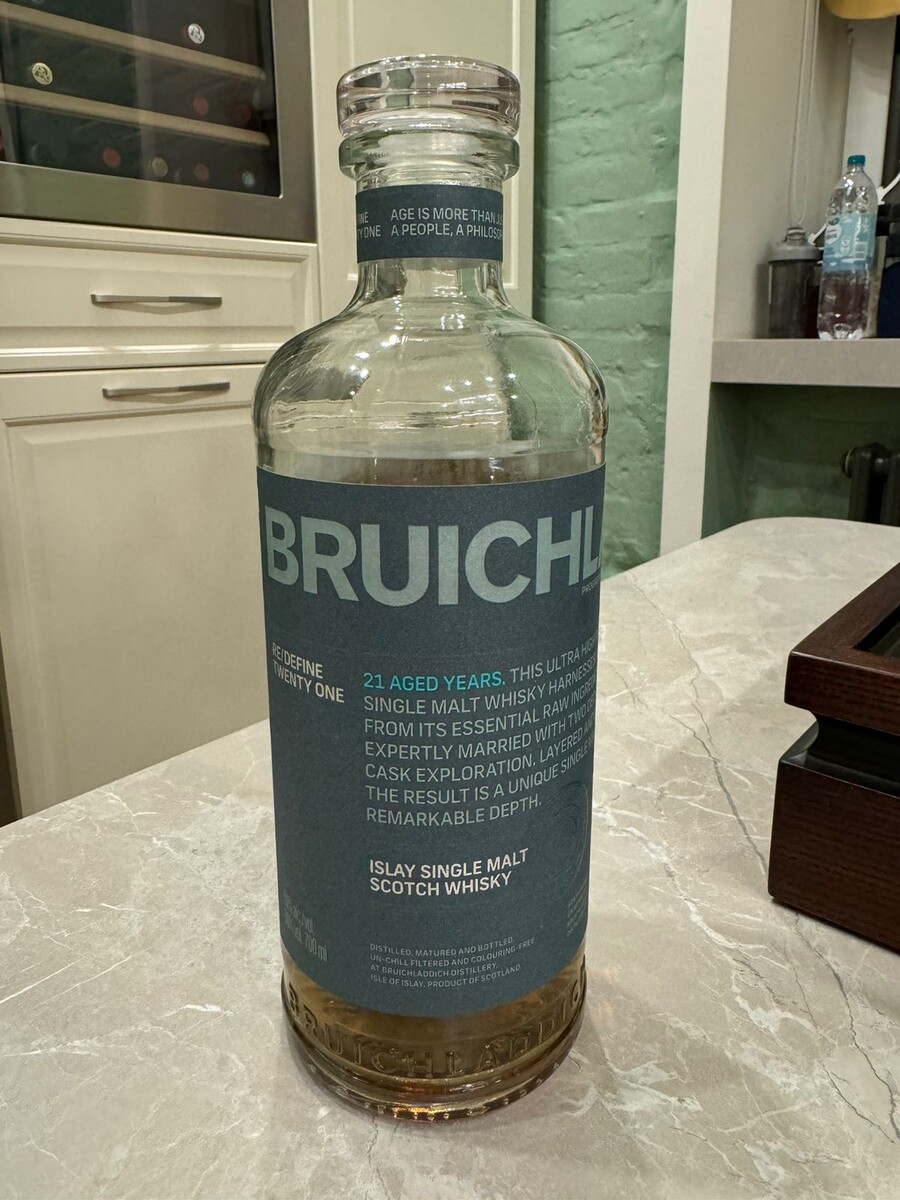 AGE IS MORE THAN
A PEOPLE, A
BRUICHL
RE/DEFINE
TWENTY ONE
21 AGED YEARS. THIS ULTRA
SINGLE MALT WHISKY
FROM ITS ESSENTIAL RAW
EXPERTLY MARRIED WITH TWO
CASK EXPLORATION. LAYERED
THE RESULT IS A UNIQUE SINGLE
REMARKABLE DEPTH.
ISLAY SINGLE MALT
SCOTCH WHISKY
700 ml
DISTILLED, MATURED AND BOTTLED,
UN-CHILL FILTERED AND COLOURING-FREE
AT BRUICHLADDICH DISTILLERY,
ISLE OF ISLAY, PRODUCT OF SCOTLAND.
BRUICHLADDIC